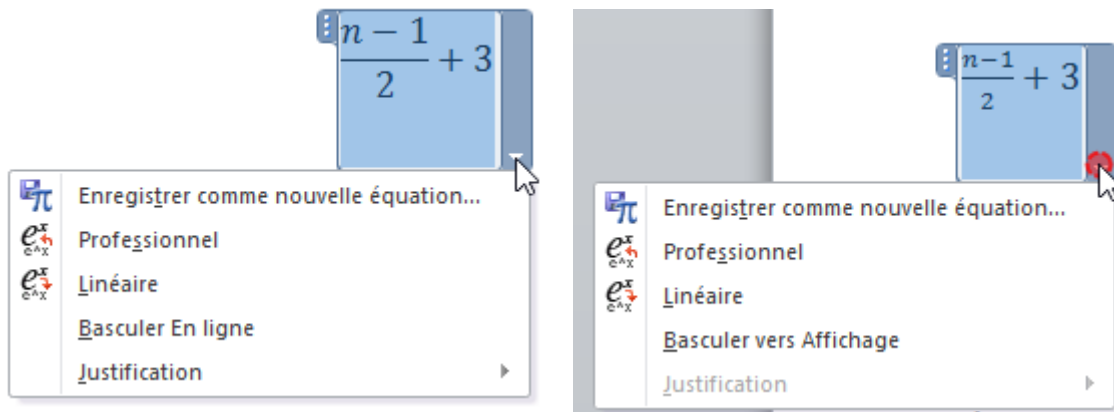 n − 1
2
+ 3
Enregistrer comme nouvelle équation...
Professionnel
Linéaire
Basculer En ligne
Justification
n−1
2
+ 3
Enregistrer comme nouvelle équation...
Professionnel
Linéaire
Basculer vers Affichage
Justification